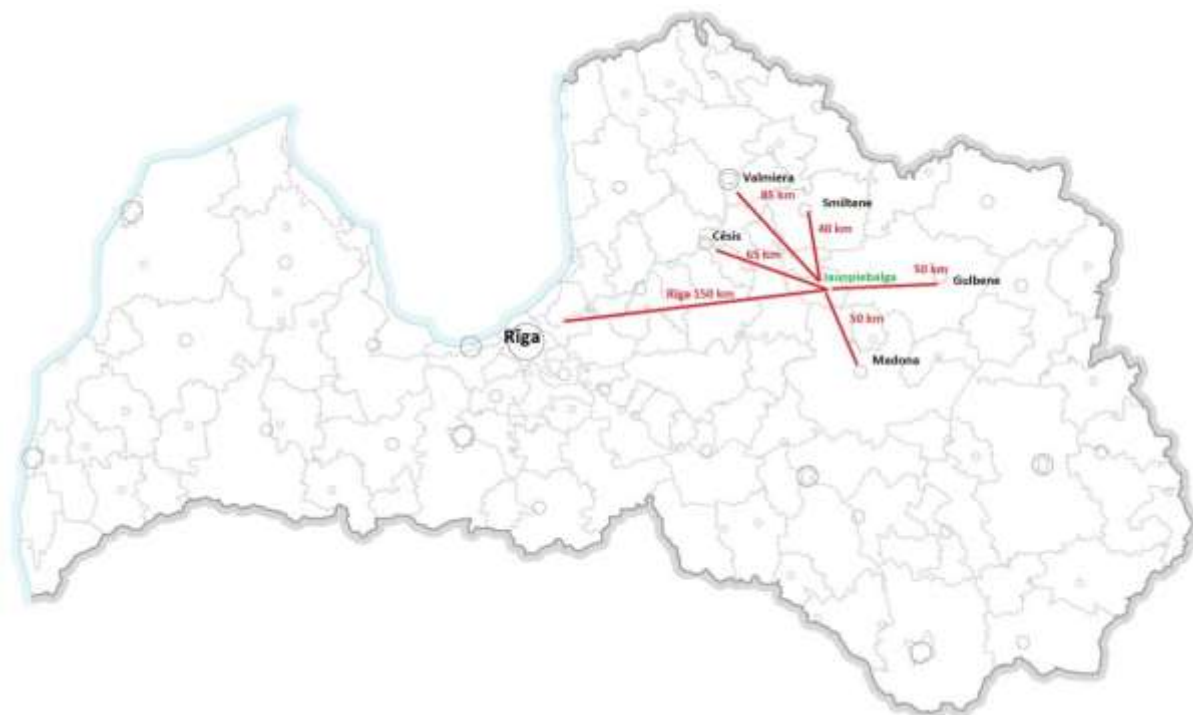 Valmiera
85 km
Smiltene
40 km
Cēsis
65 km
Jaunpiebalga
50 km
Gulbene
Rīga 150 km
50 km
Rīga
Madona